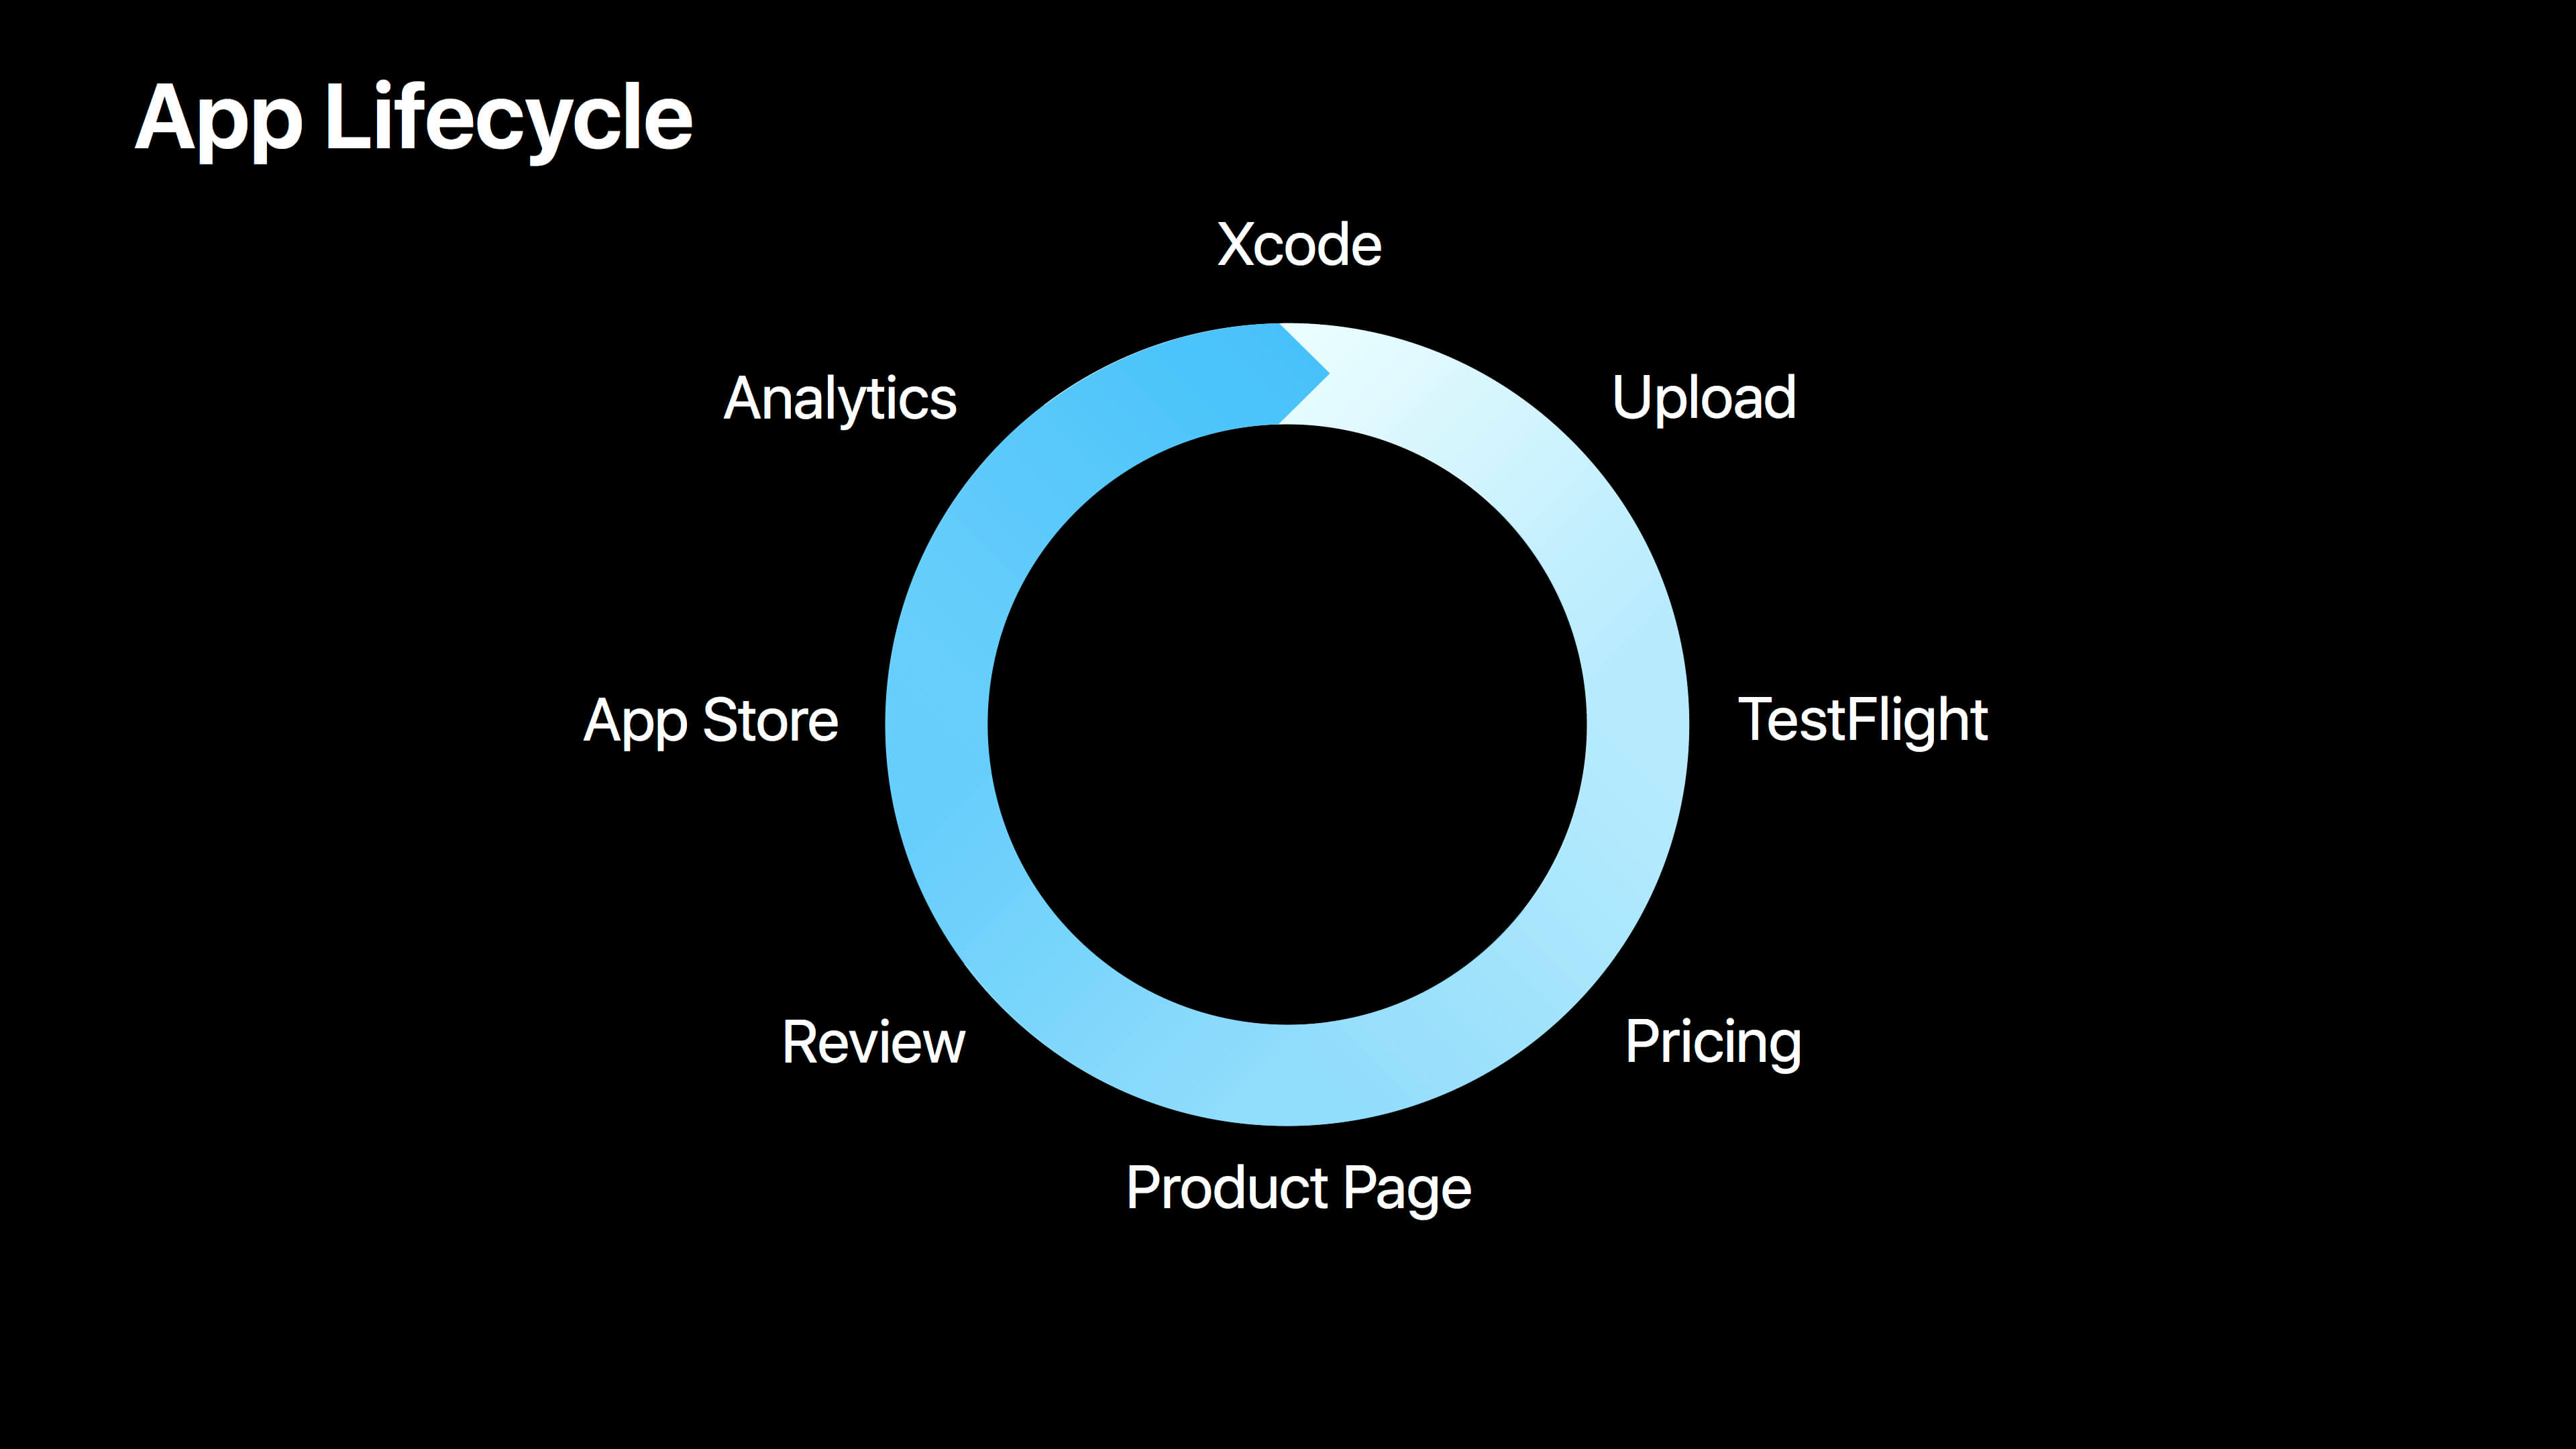 App Lifecycle
Xcode
Upload
TestFlight
Pricing
Product Page
Review
App Store
Analytics